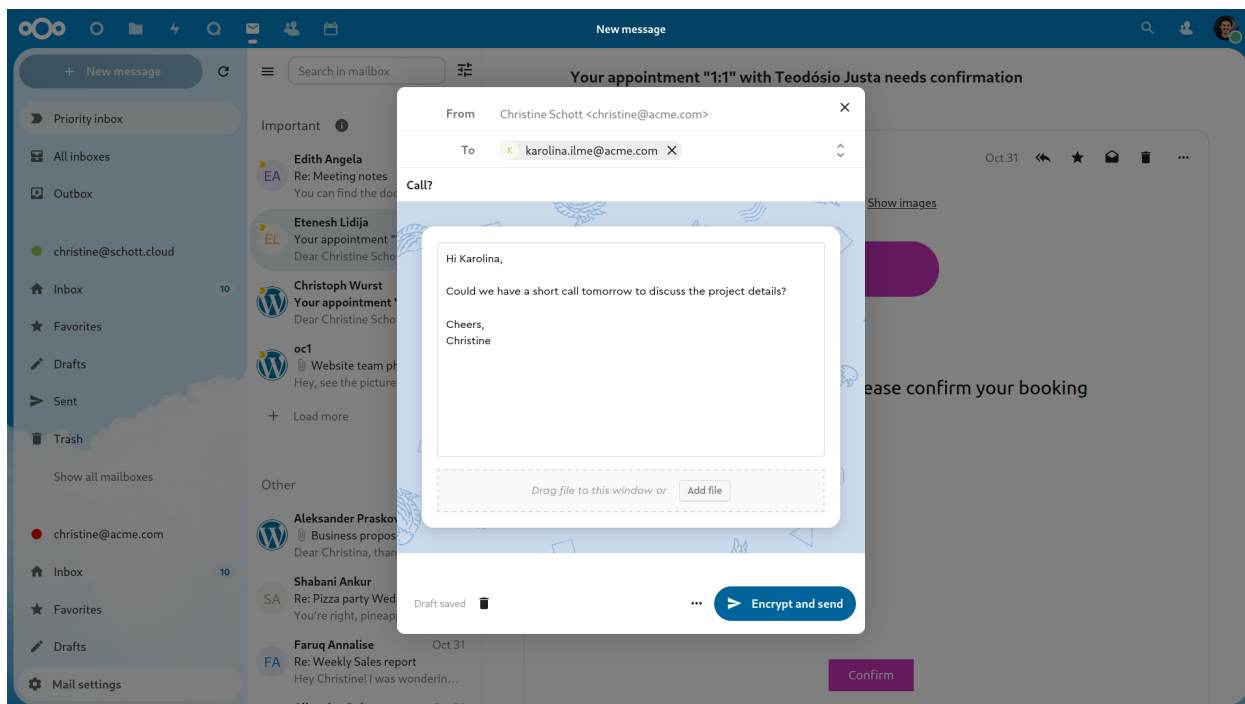 New message
+ New message
Priority inbox
All inboxes
Outbox
christine@schott.cloud
Inbox 10
Favorites
Drafts
Sent
Trash
Show all mailboxes
christine@acme.com
Inbox 10
Favorites
Drafts
Mail settings
Search in mailbox
Important
EA
Edith Angela
Re: Meeting notes
You can find the doc
EL
Etenesh Lidija
Your appointment "
Dear Christine Scho
Christoph Wurst
Your appointment "
Dear Christine Scho
oc1
Website team ph
Hey, see the picture
+ Load more
Other
Aleksander Praskov
Business propos
Dear Christina, than
SA
Shabani Ankur
Re: Pizza party Wed
You're right, pineap
FA
Faruq Annalise Oct 31
Re: Weekly Sales report
Hey Christine! I was wonderin...
Your appointment "1:1" with Teodósio Justa needs confirmation
Oct 31
Show images
ease confirm your booking
Confirm
From Christine Schott <christine@acme.com>
To K karolina.ilme@acme.com
Call?
Hi Karolina,
Could we have a short call tomorrow to discuss the project details?
Cheers,
Christine
Drag file to this window or Add file
Draft saved
Encrypt and send